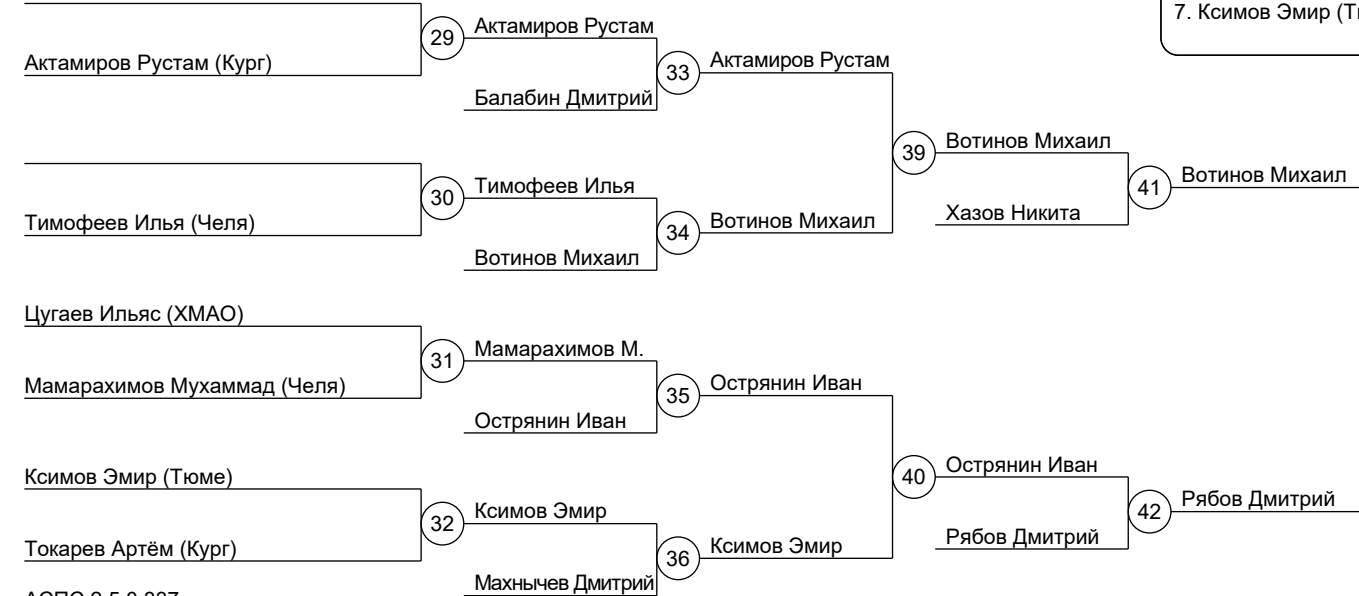 7. Ксимов Эмир
29
Актамиров Рустам
Актамиров Рустам (Кург)
33
Актамиров Рустам
Балабин Дмитрий
39
Вотинов Михаил
41
Вотинов Михаил
30
Тимофеев Илья
Тимофеев Илья (Челя)
34
Вотинов Михаил
Хазов Никита
Вотинов Михаил
Цугаев Ильяс (ХМАО)
31
Мамарахимов М.
Мамарахимов Мухаммад (Челя)
35
Острянин Иван
Острянин Иван
40
Острянин Иван
42
Рябов Дмитрий
Ксимов Эмир (Тюме)
32
Ксимов Эмир
Токарев Артём (Кург)
36
Ксимов Эмир
Рябов Дмитрий
Махнычев Дмитрий